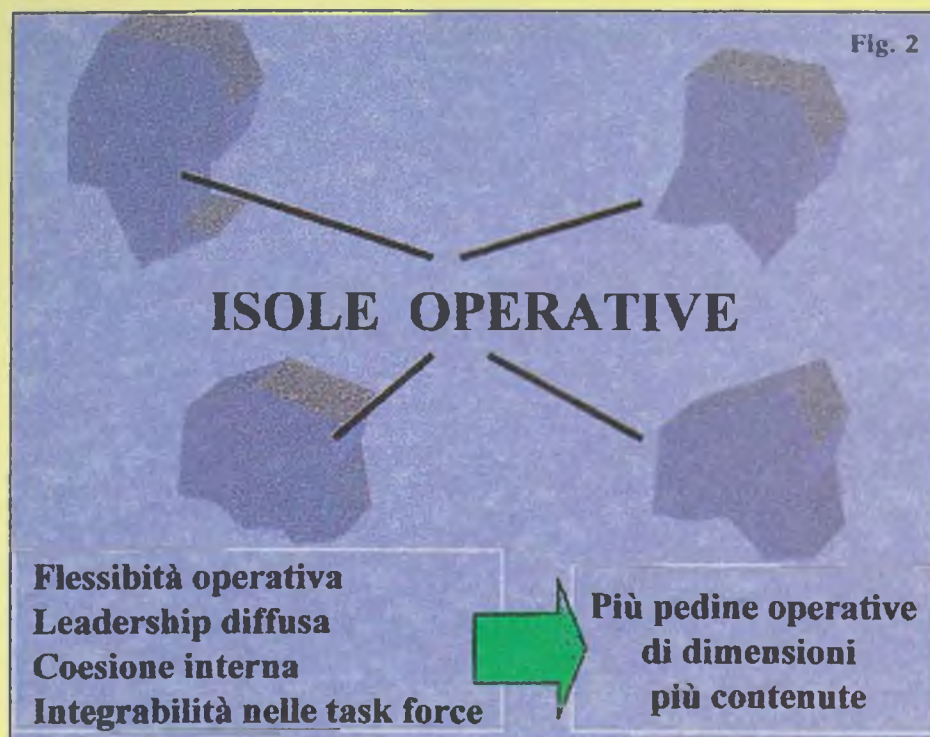 Fig. 2
ISOLE OPERATIVE
Flessibità operativa
Leadership diffusa
Coesione interna
Integrabilità nelle task force
Più pedine operative
di dimensioni
più contenute